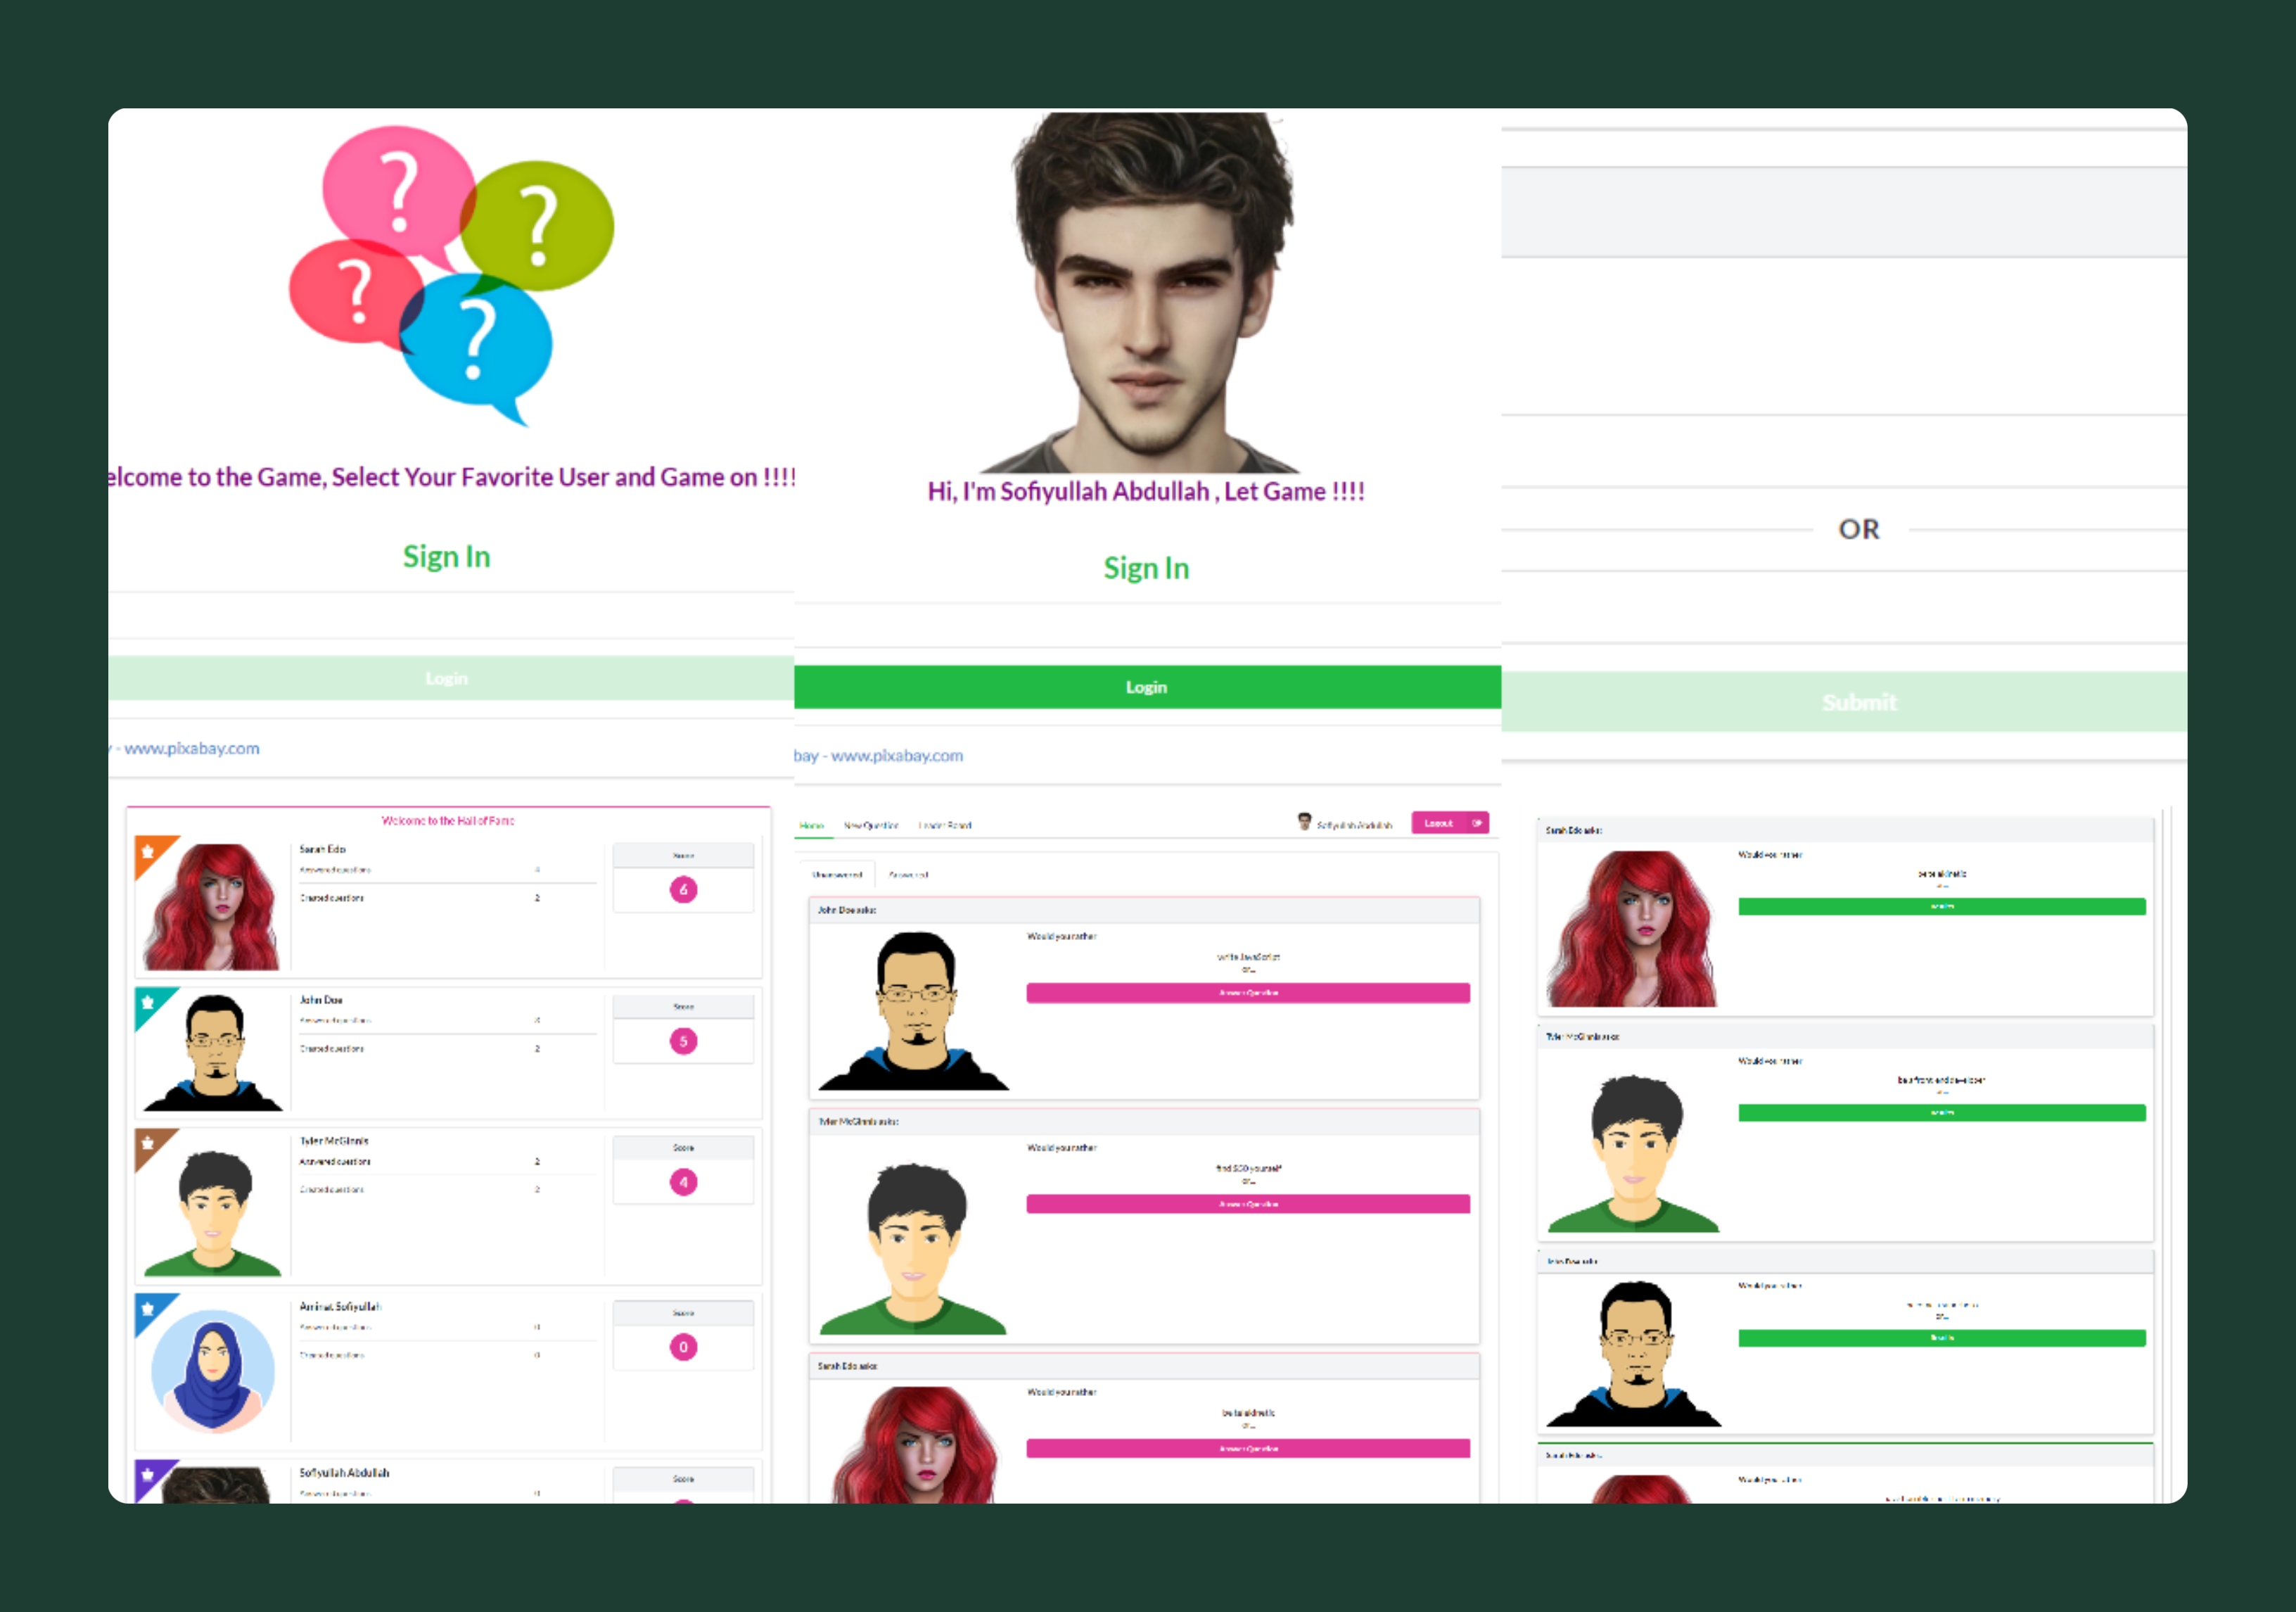 ?
?
?
?
elcome to the Game, Select Your Favorite User and Game on !!!!
Sign In
Login
- www.pixabay.com
Hi, I'm Sofiyullah Abdullah , Let Game !!!!
Sign In
Login
bay - www.pixabay.com
OR
Submit
Welcome to the Hall of Fame
Sarah Edo
Answered questions 4
Created questions 2
Score
6
John Doe
Answered questions 3
Created questions 2
Score
5
Tyler McGinnis
Answered questions 2
Created questions 2
Score
4
Aminat Sofiyullah
Answered questions 0
Created questions 0
Score
0
Sofiyullah Abdullah
Answered questions 0
Score
Home New Question Leader Board Sofiyullah Abdullah Logout
Unanswered Answered
John Doe asks:
Would you rather
write JavaScript
or...
Answer Question
Tyler McGinnis asks:
Would you rather
find $50 yourself
or...
Answer Question
Sarah Edo asks:
Would you rather
be telekinetic
or...
Answer Question
Sarah Edo asks:
Would you rather
be telekinetic
or...
Results
Tyler McGinnis asks:
Would you rather
be a front-end developer
or...
Results
John Doe asks:
Would you rather
or...
Results
Sarah Edo asks:
Would you rather